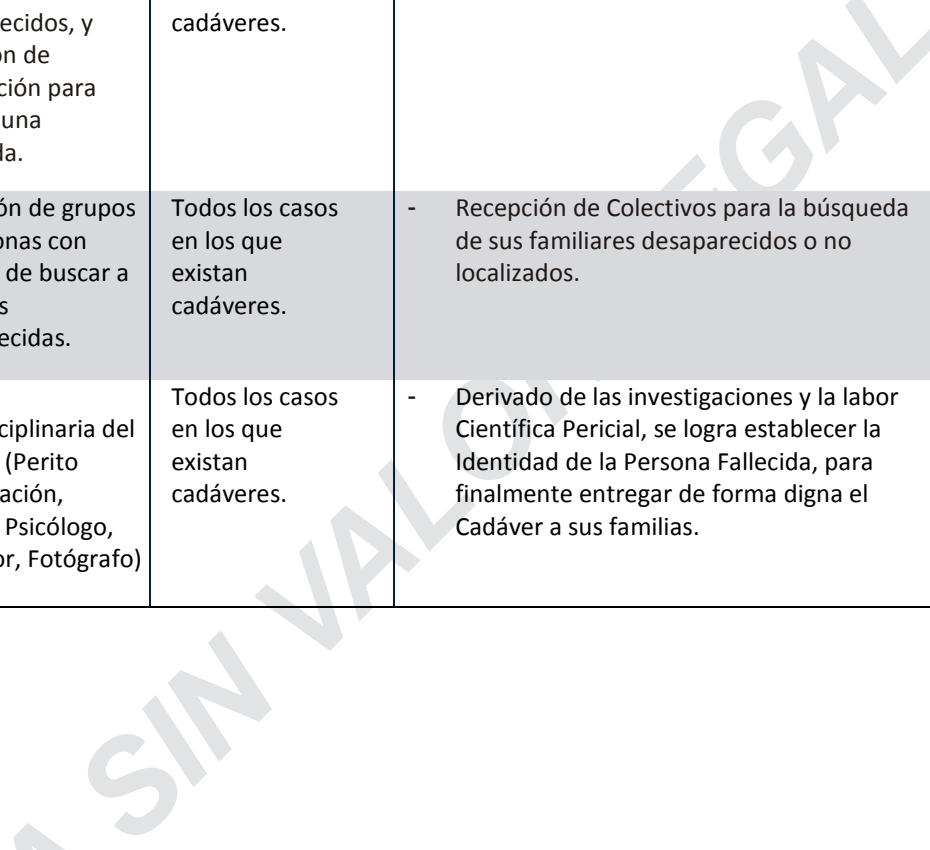 ecidos, y
ón de
ción para
una
da.
cadáveres.
ón de grupos
onas con
de buscar a
s
ecidas.
Todos los casos
en los que
existan
cadáveres.
- Recepción de Colectivos para la búsqueda
de sus familiares desaparecidos o no
localizados.
ciplinaria del
(Perito
ación,
Psicólogo,
or, Fotógrafo)
Todos los casos
en los que
existan
cadáveres.
- Derivado de las investigaciones y la labor
Científica Pericial, se logra establecer la
Identidad de la Persona Fallecida, para
finalmente entregar de forma digna el
Cadáver a sus familias.
A SIN VALOR LEGAL